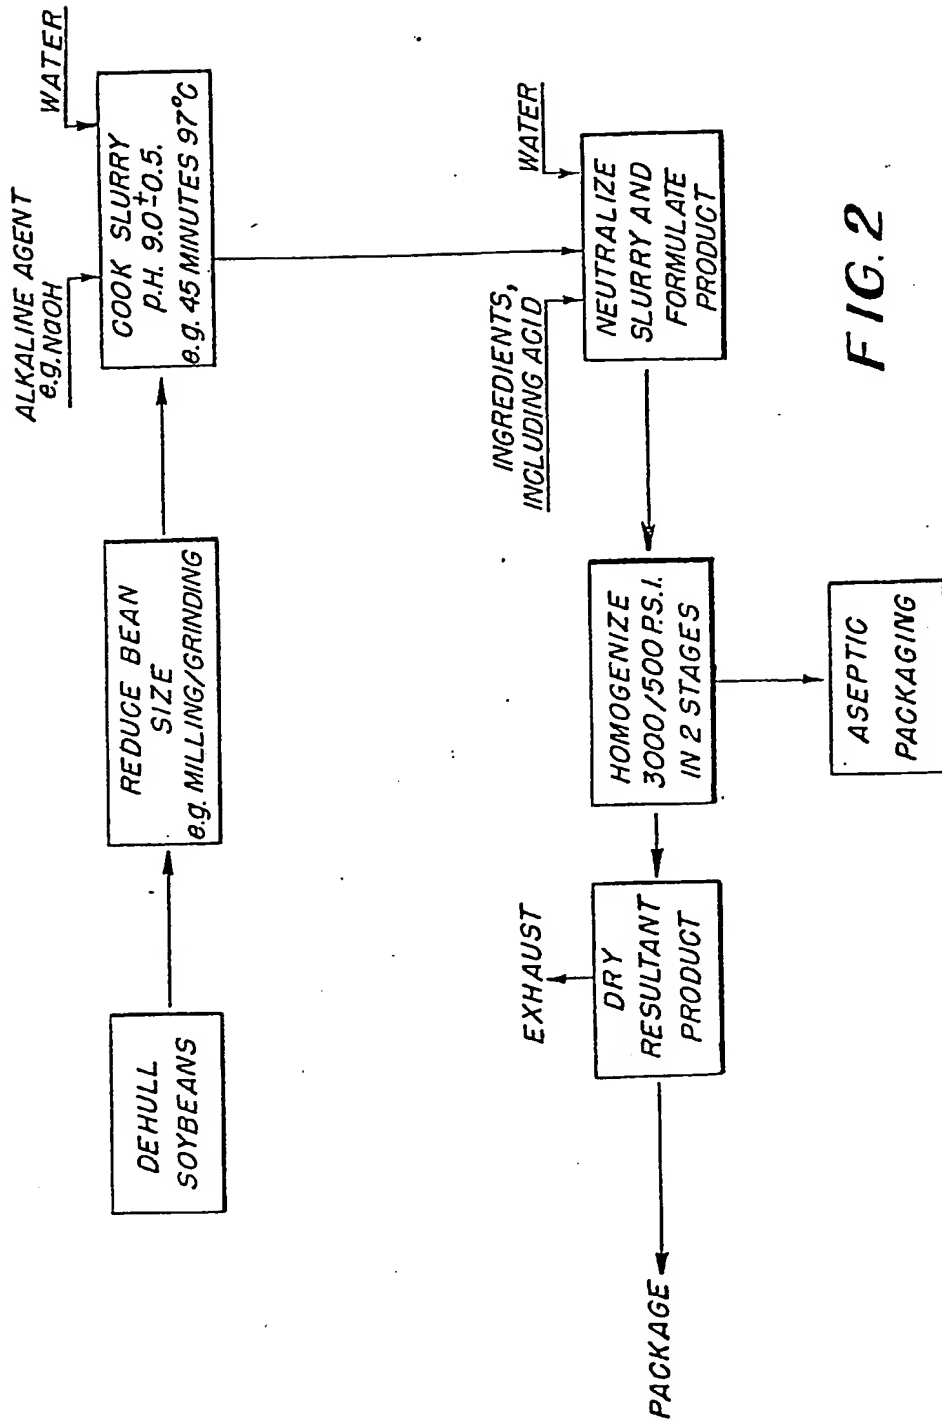 DEHULL
SOYBEANS
REDUCE BEAN
SIZE
e.g. MILLING/GRINDING
ALKALINE AGENT
e.g. NaOH
WATER
COOK SLURRY
p.H. 9.0 ± 0.5.
e.g. 45 MINUTES 97°C
INGREDIENTS,
INCLUDING ACID
WATER
NEUTRALIZE
SLURRY AND
FORMULATE
PRODUCT
HOMOGENIZE
3000/500 P.S.I.
IN 2 STAGES
ASEPTIC
PACKAGING
EXHAUST
DRY
RESULTANT
PRODUCT
PACKAGE
FIG. 2